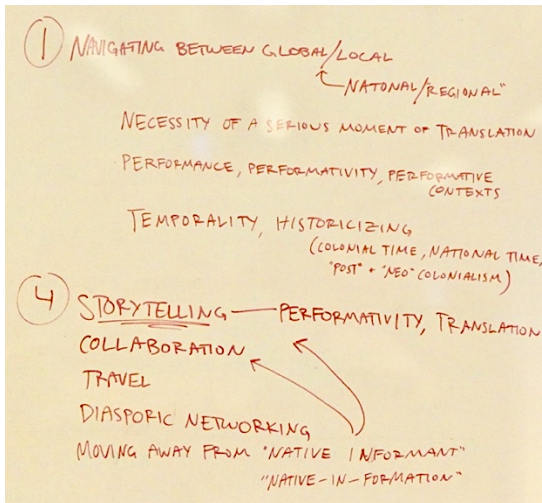 1 NAVIGATING BETWEEN GLOBAL/LOCAL
NATONAL/REGIONAL"
NECESSITY OF A SERIOUS MOMENT OF TRANSLATION
PERFORMANCE, PERFORMATIVITY, PERFORMATIVE
CONTEXTS
TEMPORALITY, HISTORICIZING
(COLONIAL TIME, NATIONAL TIME,
"POST" + "NEO" COLONIALISM)
4 STORYTELLING — PERFORMATIVITY, TRANSLATION
COLLABORATION
TRAVEL
DIASPORIC NETWORKING
MOVING AWAY FROM "NATIVE INFORMANT"
"NATIVE-IN-FORMATION"